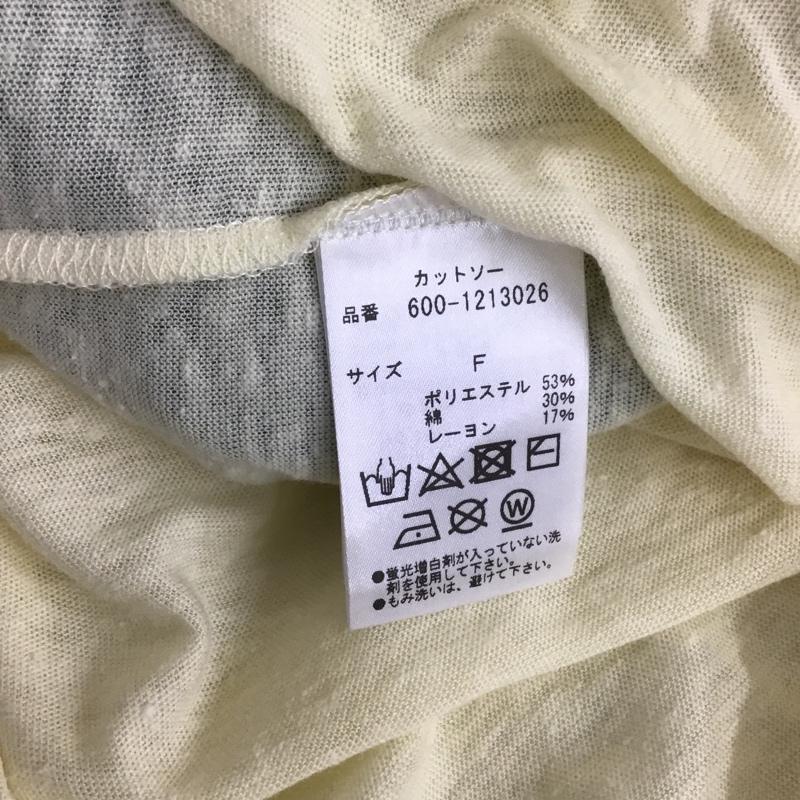 カットソー
品番 600-1213026
サイズ F
ポリエステル 53%
綿 30%
レーヨン 17%
W
●蛍光増白剤が入っていない洗
剤を使用して下さい。
●もみ洗いは、避けて下さい。